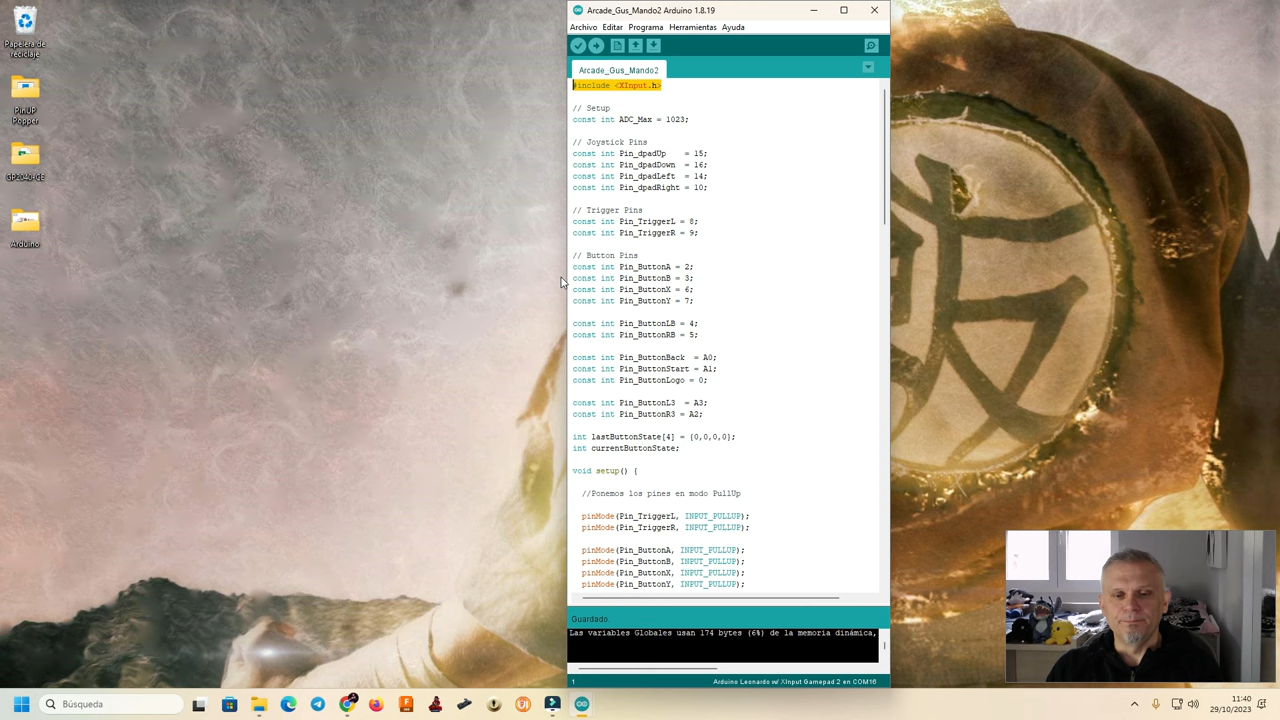 Papelera de
reciclaje
PinUP
Popper
UPADRGB
Arduino
Arcade_Gus_Mando2 Arduino 1.8.19
Archivo Editar Programa Herramientas Ayuda
Arcade_Gus_Mando2
#include <XInput.h>
// Setup
const int ADC_Max = 1023;
// Joystick Pins
const int Pin_dpadUp    = 15;
const int Pin_dpadDown  = 16;
const int Pin_dpadLeft  = 14;
const int Pin_dpadRight = 10;
// Trigger Pins
const int Pin_TriggerL = 8;
const int Pin_TriggerR = 9;
// Button Pins
const int Pin_ButtonA = 2;
const int Pin_ButtonB = 3;
const int Pin_ButtonX = 6;
const int Pin_ButtonY = 7;
const int Pin_ButtonLB = 4;
const int Pin_ButtonRB = 5;
const int Pin_ButtonBack  = A0;
const int Pin_ButtonStart = A1;
const int Pin_ButtonLogo = 0;
const int Pin_ButtonL3  = A3;
const int Pin_ButtonR3 = A2;
int lastButtonState[4] = {0,0,0,0};
int currentButtonState;
void setup() {
//Ponemos los pines en modo PullUp
pinMode(Pin_TriggerL, INPUT_PULLUP);
pinMode(Pin_TriggerR, INPUT_PULLUP);
pinMode(Pin_ButtonA, INPUT_PULLUP);
pinMode(Pin_ButtonB, INPUT_PULLUP);
pinMode(Pin_ButtonX, INPUT_PULLUP);
pinMode(Pin_ButtonY, INPUT_PULLUP);
Guardado.
Las variables Globales usan 174 bytes (6%) de la memoria dinámica,
1
Arduino Leonardo w/ XInput Gamepad 2 en COM16
Búsqueda
11:40
29/10/2023